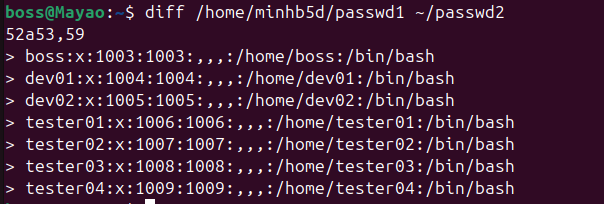 boss@Mayao:~$ diff /home/minhb5d/passwd1 ~/passwd2
52a53,59
> boss:x:1003:1003:,,,:/home/boss:/bin/bash
> dev01:x:1004:1004:,,,:/home/dev01:/bin/bash
> dev02:x:1005:1005:,,,:/home/dev02:/bin/bash
> tester01:x:1006:1006:,,,:/home/tester01:/bin/bash
> tester02:x:1007:1007:,,,:/home/tester02:/bin/bash
> tester03:x:1008:1008:,,,:/home/tester03:/bin/bash
> tester04:x:1009:1009:,,,:/home/tester04:/bin/bash